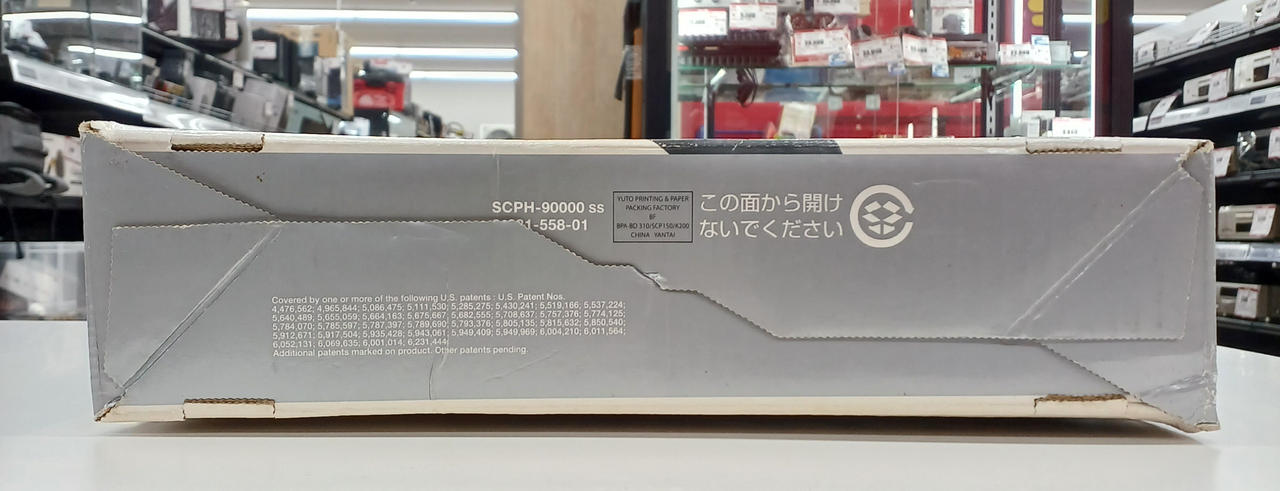 SCPH-90000 SS
81-558-01
YUTO PRINTING & PAPER
PACKING FACTORY
BF
BPA-BD 310/SCP150/K200
CHINA YANTAI
この面から開け
ないでください
Covered by one or more of the following U.S. patents : U.S. Patent Nos.
4,476,562; 4,965,844; 5,086,475; 5,111,530; 5,285,275; 5,430,241; 5,519,166; 5,537,224;
5,640,489; 5,655,059; 5,664,163; 5,675,667; 5,682,555; 5,708,637; 5,757,376; 5,774,125;
5,784,070; 5,785,597; 5,787,397; 5,789,690; 5,793,376; 5,805,135; 5,815,632; 5,850,540;
5,912,671; 5,917,504; 5,935,428; 5,943,061; 5,949,409; 5,949,969; 6,004,210; 6,011,564;
6,052,131; 6,069,635; 6,001,014; 6,231,444
Additional patents marked on product. Other patents pending.